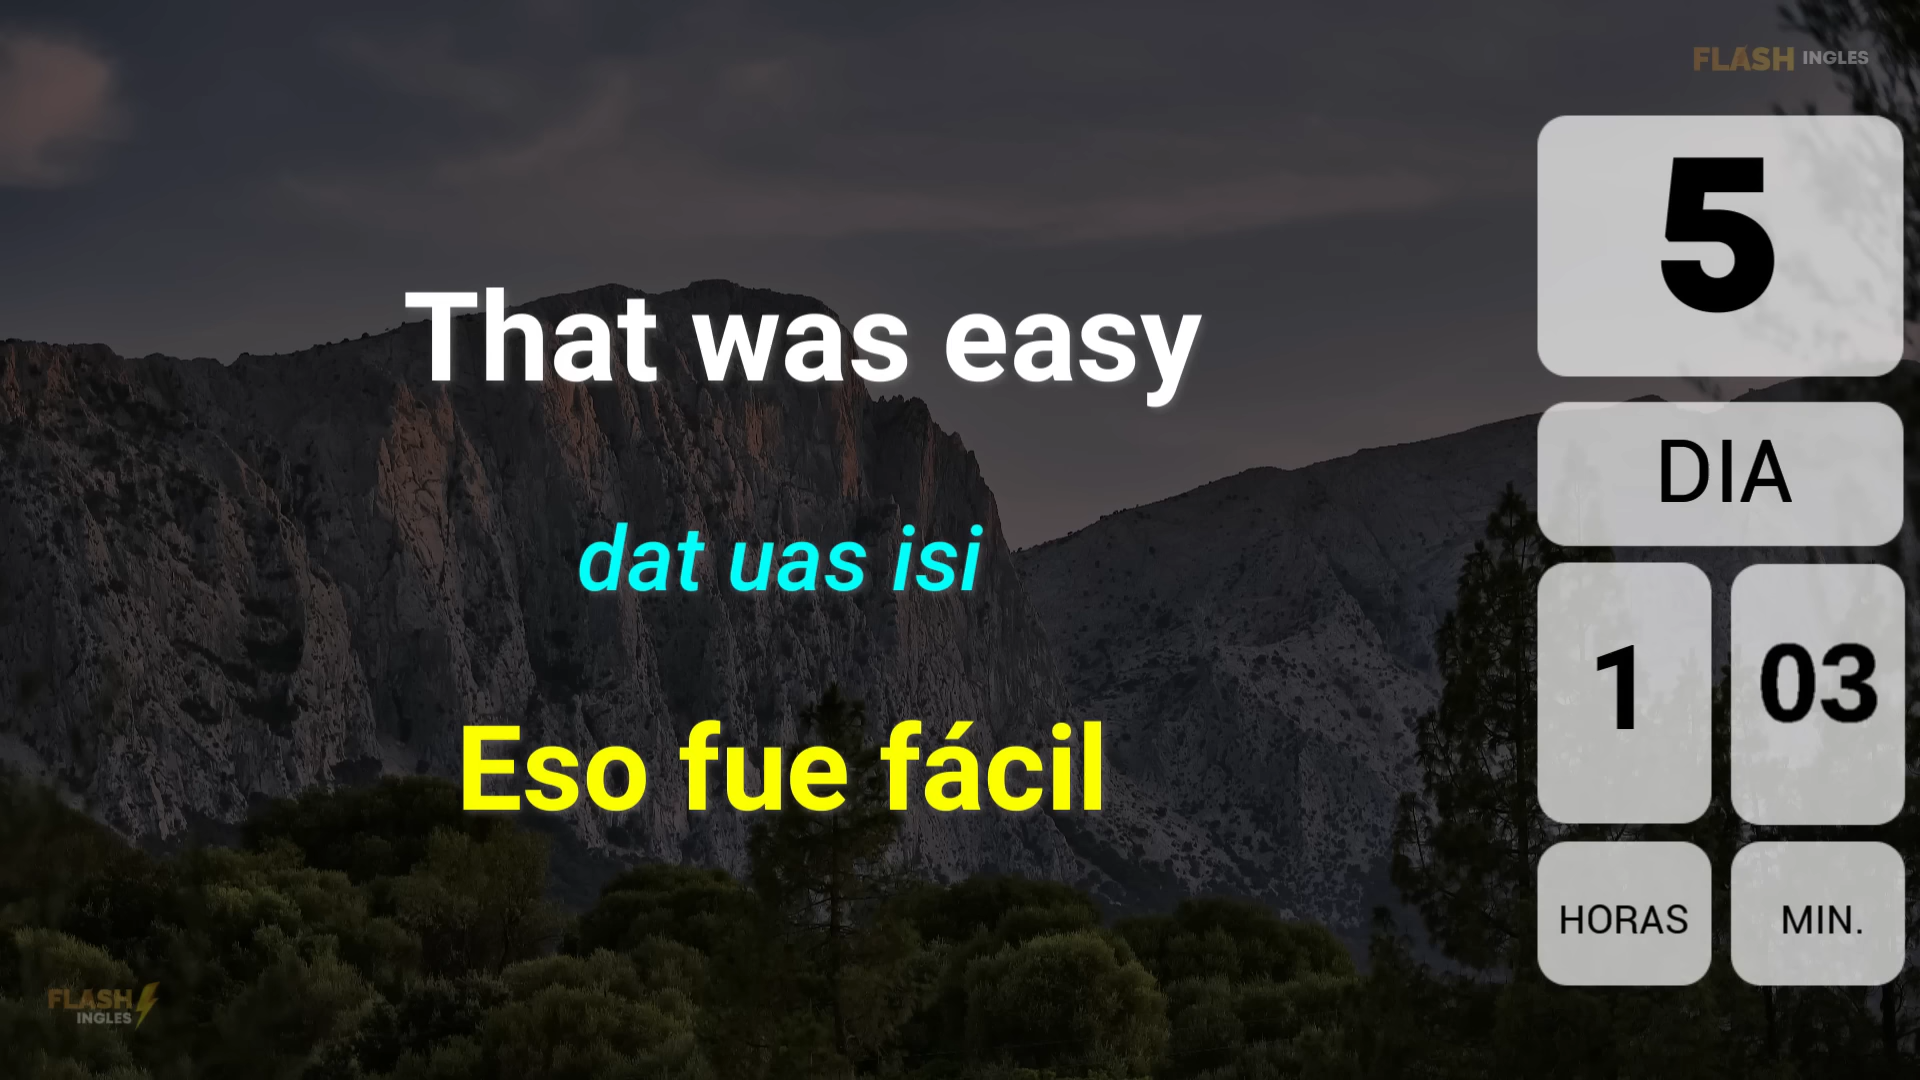 FLASH INGLES
5
DIA
That was easy
dat uas isi
Eso fue fácil
1 03
HORAS MIN.
FLASH
INGLES